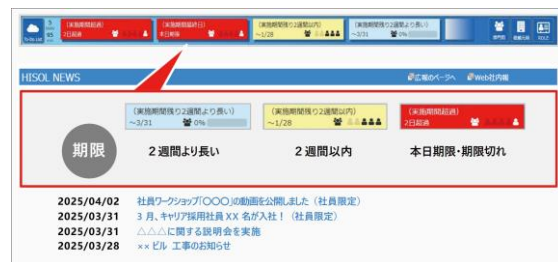 To Do List
5
95
（実施期間超過）
2日超過
（実施期間最終日）
本日期限
（実施期間残り2週間以内）
～1/28
（実施期間残り2週間より長い）
～3/31 0%
HISOL NEWS
広報のページへ
Web社内報
（実施期間残り2週間より長い）
～3/31 0%
（実施期間残り2週間以内）
～1/28
（実施期間超過）
2日超過
期限
2週間より長い
2週間以内
本日期限・期限切れ
2025/04/02 社員ワークショップ「〇〇〇」の動画を公開しました（社員限定）
2025/03/31 3 月、キャリア採用社員 XX 名が入社！（社員限定）
2025/03/31 △△△に関する説明会を実施
2025/03/28 ××ビル 工事のお知らせ